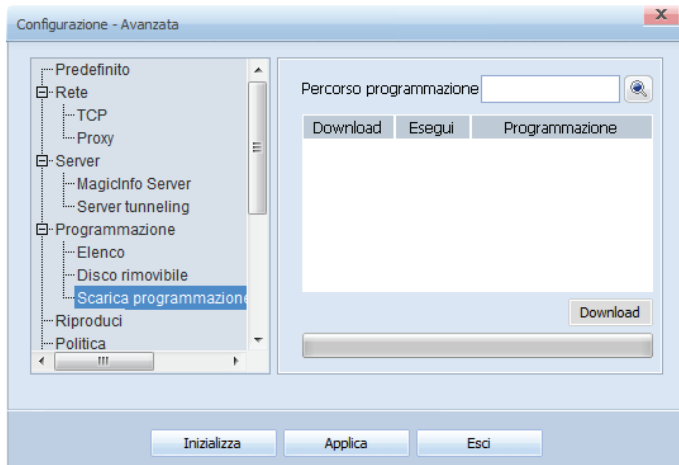 Configurazione - Avanzata
Predefinito
Rete
TCP
Proxy
Server
MagicInfo Server
Server tunneling
Programmazione
Elenco
Disco rimovibile
Scarica programmazione
Riproduci
Politica
Percorso programmazione
Download Esegui Programmazione
Download
Inizializza Applica Esci